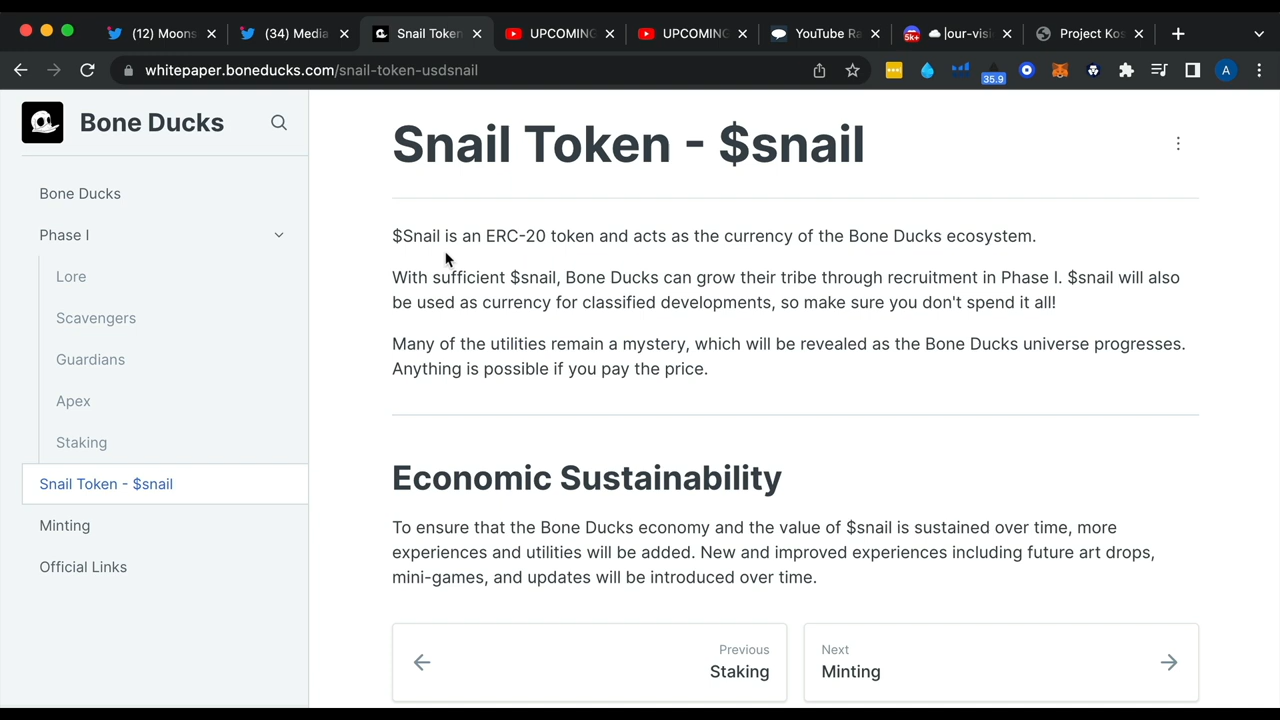 (12) Moons
(34) Media
Snail Token
UPCOMING
UPCOMING
YouTube Ra
|our-visi
Project Kos
whitepaper.boneducks.com/snail-token-usdsnail
5k+
35.9
A
Bone Ducks
Bone Ducks
Phase I
Lore
Scavengers
Guardians
Apex
Staking
Snail Token - $snail
Minting
Official Links
Snail Token - $snail
$Snail is an ERC-20 token and acts as the currency of the Bone Ducks ecosystem.
With sufficient $snail, Bone Ducks can grow their tribe through recruitment in Phase I. $snail will also
be used as currency for classified developments, so make sure you don't spend it all!
Many of the utilities remain a mystery, which will be revealed as the Bone Ducks universe progresses.
Anything is possible if you pay the price.
Economic Sustainability
To ensure that the Bone Ducks economy and the value of $snail is sustained over time, more
experiences and utilities will be added. New and improved experiences including future art drops,
mini-games, and updates will be introduced over time.
Previous
Staking
Next
Minting